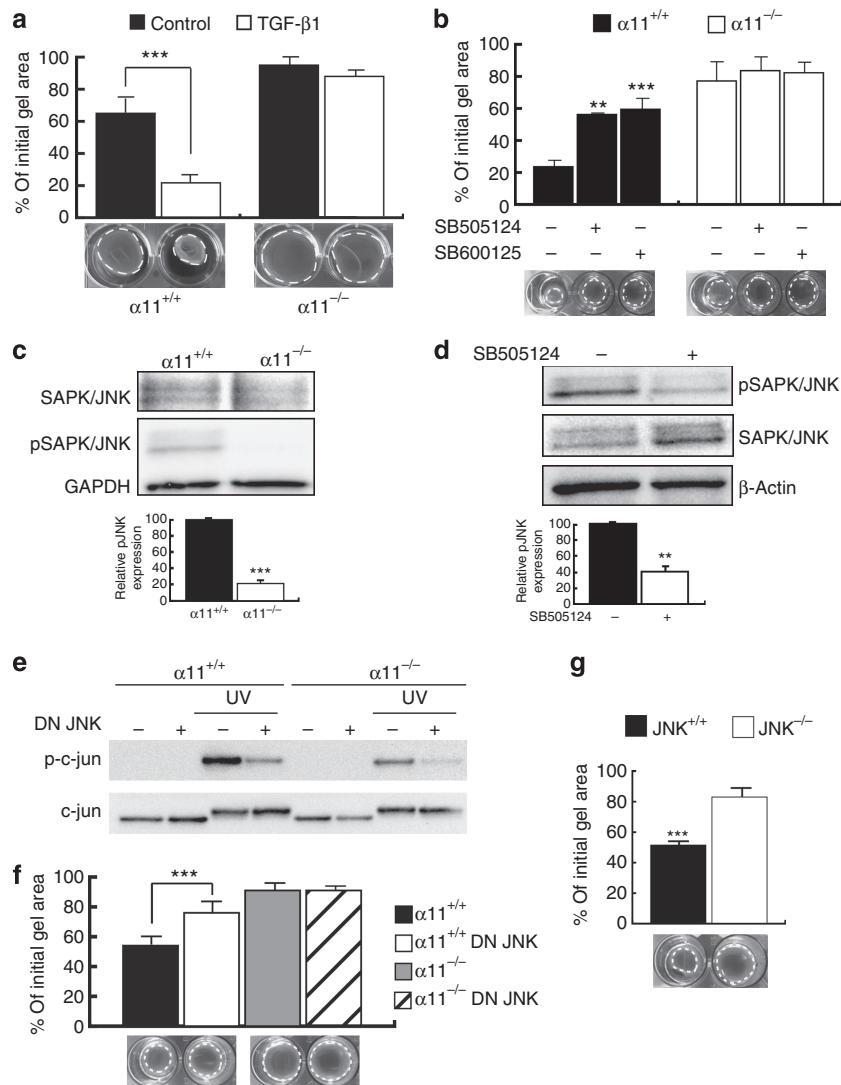 a
Control TGF-β1
% Of initial gel area
100
80
60
40
20
0
***
α11+/+ α11−/−
b
α11+/+ α11−/−
% Of initial gel area
100
80
60
40
20
0
** ***
SB505124 − + − − + −
SB600125 − − + − − +
c
α11+/+ α11−/−
SAPK/JNK
pSAPK/JNK
GAPDH
Relative pJNK
expression
100
80
60
40
20
***
α11+/+ α11−/−
d
SB505124 − +
pSAPK/JNK
SAPK/JNK
β-Actin
Relative pJNK
expression
100
80
60
40
20
0
**
SB505124 − +
e
α11+/+ α11−/−
UV UV
DN JNK − + − + − + − +
p-c-jun
c-jun
f
% Of initial gel area
100
80
60
40
20
0
***
α11+/+
α11+/+ DN JNK
α11−/−
α11−/− DN JNK
g
JNK+/+ JNK−/−
% Of initial gel area
100
80
60
40
20
0
***